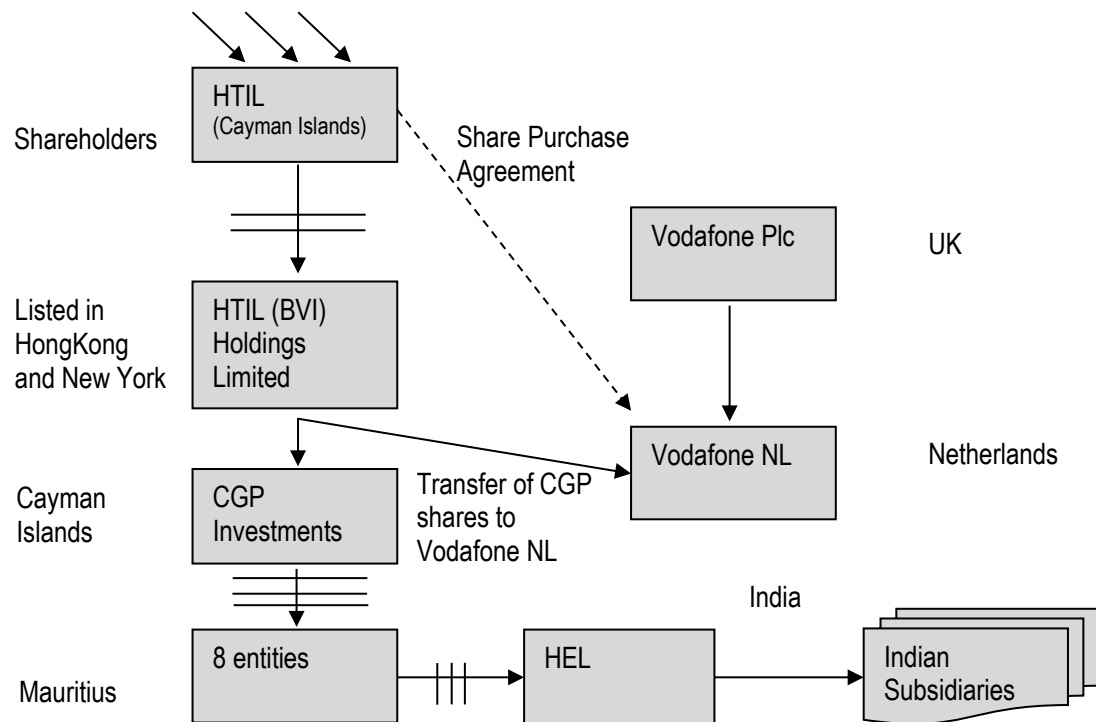 HTIL
(Cayman Islands)
Shareholders
Share Purchase
Agreement
Vodafone Plc
UK
Listed in
HongKong
and New York
HTIL (BVI)
Holdings
Limited
Vodafone NL
Netherlands
Cayman
Islands
CGP
Investments
Transfer of CGP
shares to
Vodafone NL
India
Mauritius
8 entities
HEL
Indian
Subsidiaries